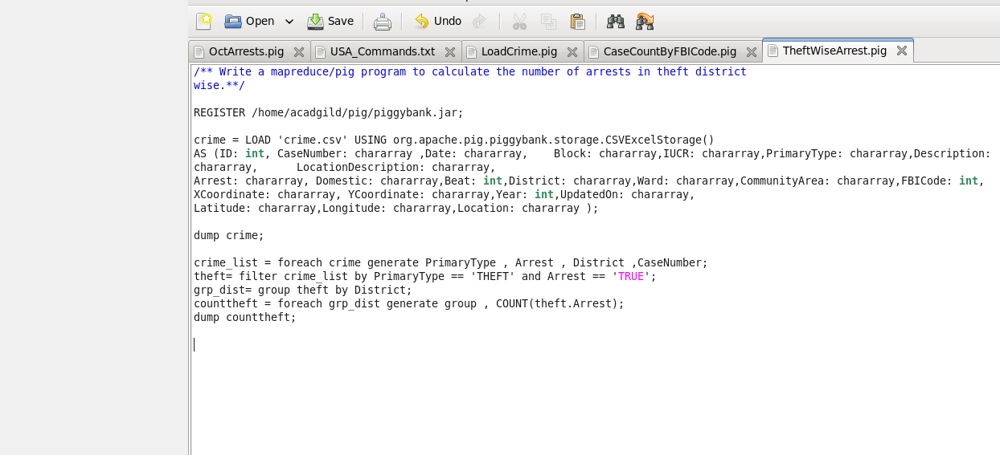 Open Save Undo
OctArrests.pig USA_Commands.txt LoadCrime.pig CaseCountByFBICode.pig TheftWiseArrest.pig
/** Write a mapreduce/pig program to calculate the number of arrests in theft district
wise.**/
REGISTER /home/acadgild/pig/piggybank.jar;
crime = LOAD 'crime.csv' USING org.apache.pig.piggybank.storage.CSVExcelStorage()
AS (ID: int, CaseNumber: chararray ,Date: chararray,    Block: chararray,IUCR: chararray,PrimaryType: chararray,Description:
chararray,      LocationDescription: chararray,
Arrest: chararray, Domestic: chararray,Beat: int,District: chararray,Ward: chararray,CommunityArea: chararray,FBICode: int,
XCoordinate: chararray, YCoordinate: chararray,Year: int,UpdatedOn: chararray,
Latitude: chararray,Longitude: chararray,Location: chararray );
dump crime;
crime_list = foreach crime generate PrimaryType , Arrest , District ,CaseNumber;
theft= filter crime_list by PrimaryType == 'THEFT' and Arrest == 'TRUE';
grp_dist= group theft by District;
counttheft = foreach grp_dist generate group , COUNT(theft.Arrest);
dump counttheft;